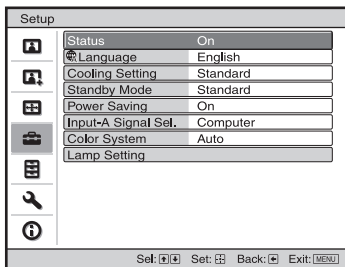 Setup
Status On
Language English
Cooling Setting Standard
Standby Mode Standard
Power Saving On
Input-A Signal Sel. Computer
Color System Auto
Lamp Setting
Sel: Set: Back: Exit: MENU